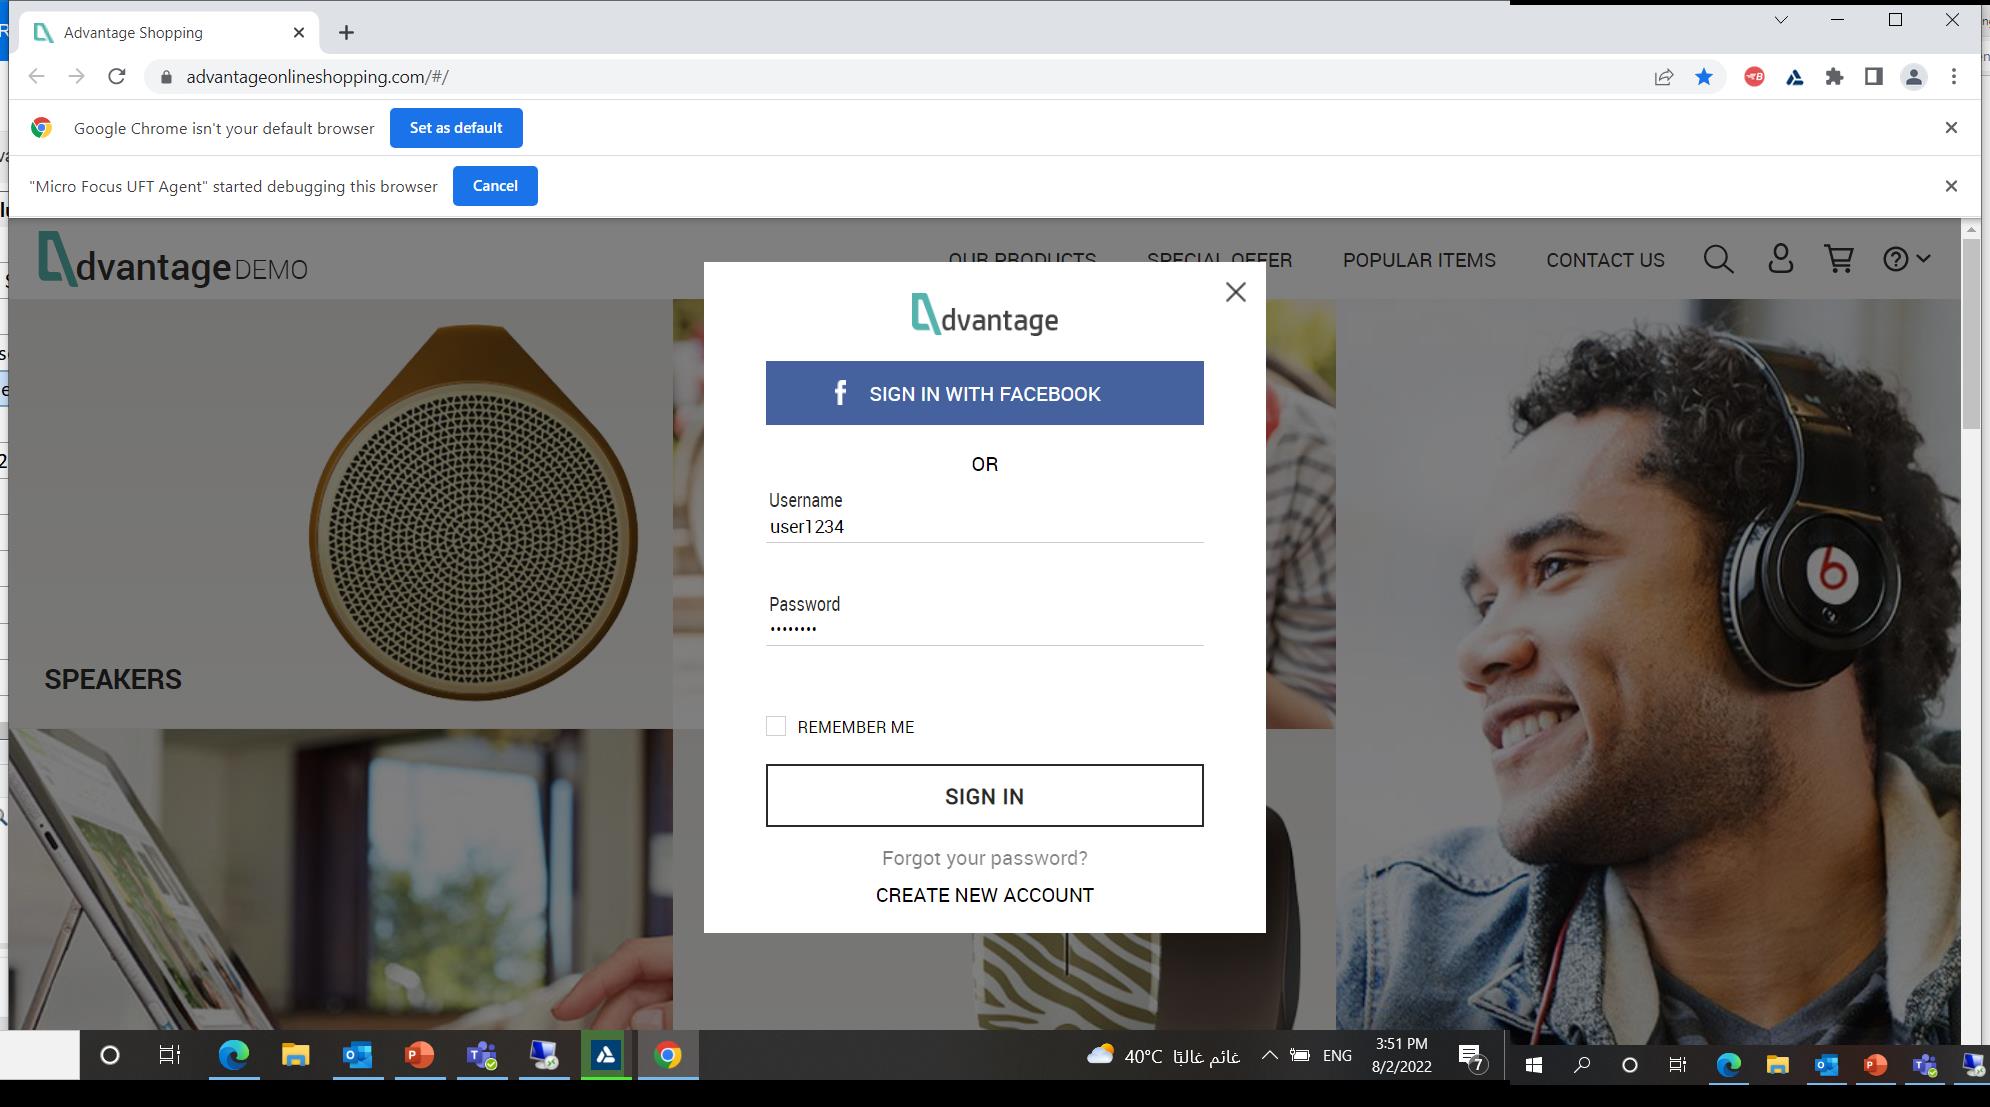 Advantage Shopping
advantageonlineshopping.com/#/
Google Chrome isn't your default browser
Set as default
"Micro Focus UFT Agent" started debugging this browser
Cancel
dvantage DEMO
OUR PRODUCTS
SPECIAL OFFER
POPULAR ITEMS
CONTACT US
dvantage
SIGN IN WITH FACEBOOK
OR
Username
user1234
Password
••••••••
REMEMBER ME
SIGN IN
Forgot your password?
CREATE NEW ACCOUNT
SPEAKERS
40°C غائم غالبًا
ENG
3:51 PM
8/2/2022
7